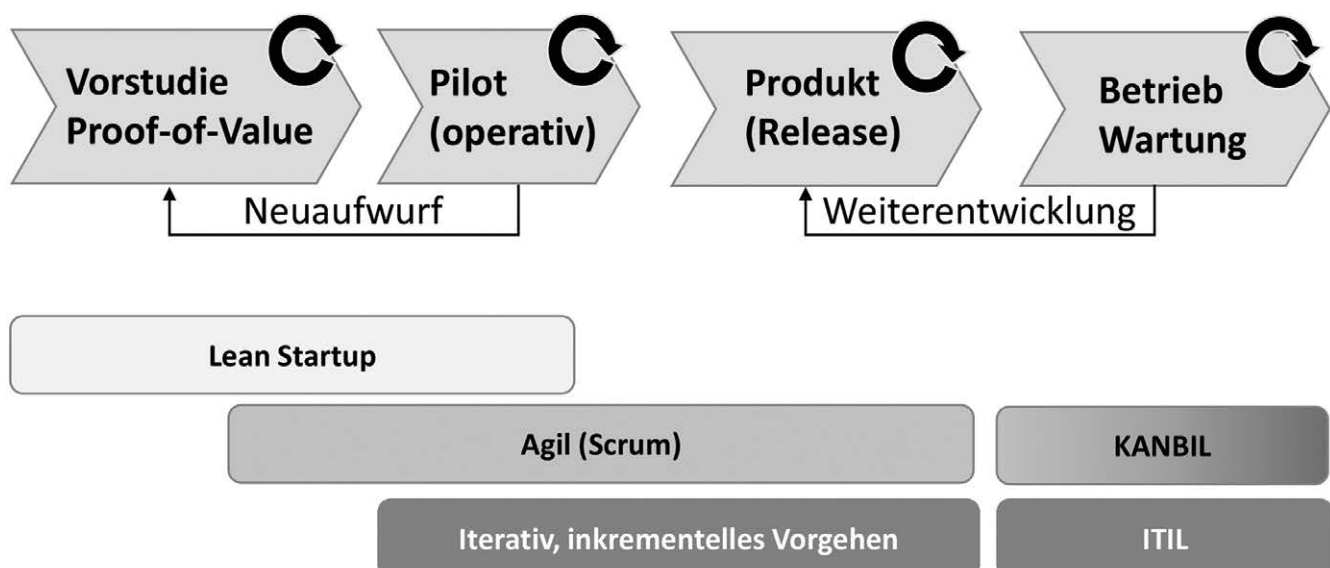 Vorstudie
Proof-of-Value
Pilot
(operativ)
Produkt
(Release)
Betrieb
Wartung
Neuaufwurf
Weiterentwicklung
Lean Startup
Agil (Scrum)
KANBIL
Iterativ, inkrementelles Vorgehen
ITIL